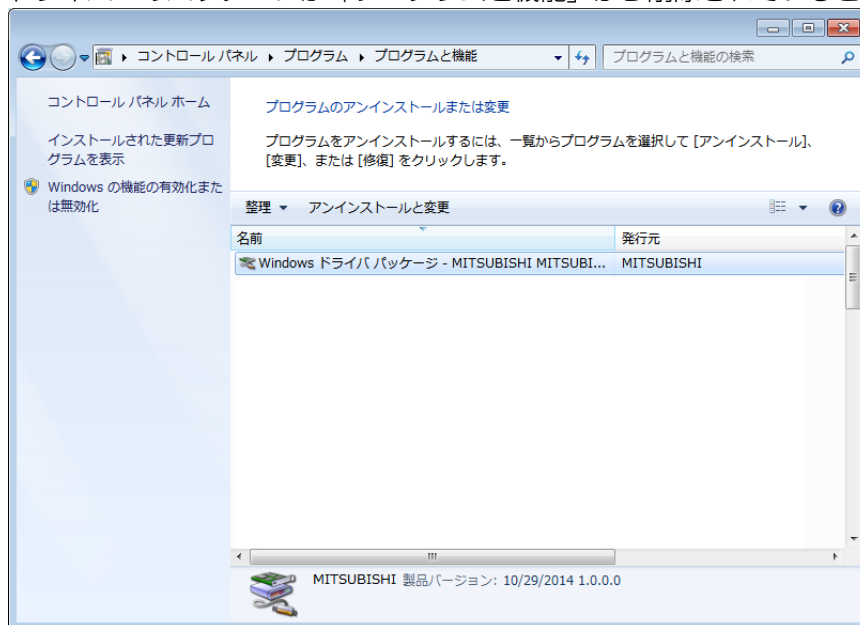 コントロール パネル ▸ プログラム ▸ プログラムと機能
プログラムと機能の検索
コントロール パネル ホーム
インストールされた更新プロ
グラムを表示
Windows の機能の有効化また
は無効化
プログラムのアンインストールまたは変更
プログラムをアンインストールするには、一覧からプログラムを選択して [アンインストール]、
[変更]、または [修復] をクリックします。
整理 ▼ アンインストールと変更
名前 発行元
Windows ドライバ パッケージ - MITSUBISHI MITSUBI... MITSUBISHI
MITSUBISHI 製品バージョン: 10/29/2014 1.0.0.0